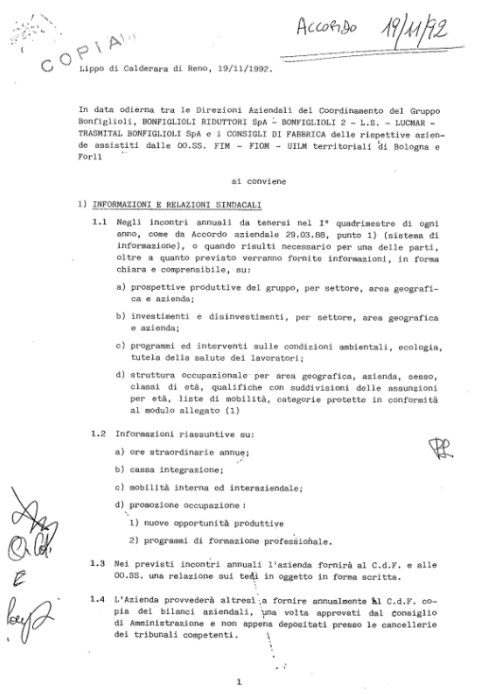 ACCORDO 19/11/92
COPIA
Lippo di Calderara di Reno, 19/11/1992.
In data odierna tra le Direzioni Aziendali del Coordinamento del Gruppo
Bonfiglioli, BONFIGLIOLI RIDUTTORI SpA - BONFIGLIOLI 2 - L.B. - LUCMAR -
TRASMITAL BONFIGLIOLI SpA e i CONSIGLI DI FABBRICA delle rispettive azien-
de assistiti dalle OO.SS. FIM - FIOM - UILM territoriali di Bologna e
Forlì
si conviene
1) INFORMAZIONI E RELAZIONI SINDACALI
1.1 Negli incontri annuali da tenersi nel I° quadrimestre di ogni
anno, come da Accordo aziendale 29.03.88, punto 1) (sistema di
informazione), o quando risulti necessario per una delle parti,
oltre a quanto previsto verranno fornite informazioni, in forma
chiara e comprensibile, su:
a) prospettive produttive del gruppo, per settore, area geografi-
ca e azienda;
b) investimenti e disinvestimenti, per settore, area geografica
e azienda;
c) programmi ed interventi sulle condizioni ambientali, ecologia,
tutela della salute dei lavoratori;
d) struttura occupazionale per area geografica, azienda, sesso,
classi di età, qualifiche con suddivisioni delle assunzioni
per età, liste di mobilità, categorie protette in conformità
al modulo allegato (1)
1.2 Informazioni riassuntive su:
a) ore straordinarie annue;
b) cassa integrazione;
c) mobilità interna ed interaziendale;
d) promozione occupazione:
1) nuove opportunità produttive
2) programmi di formazione professionale.
1.3 Nei previsti incontri annuali l'azienda fornirà al C.d.F. e alle
OO.SS. una relazione sui temi in oggetto in forma scritta.
1.4 L'Azienda provvederà altresì a fornire annualmente al C.d.F. co-
pia dei bilanci aziendali, una volta approvati dal consiglio
di Amministrazione e non appena depositati presso le cancellerie
dei tribunali competenti.
1